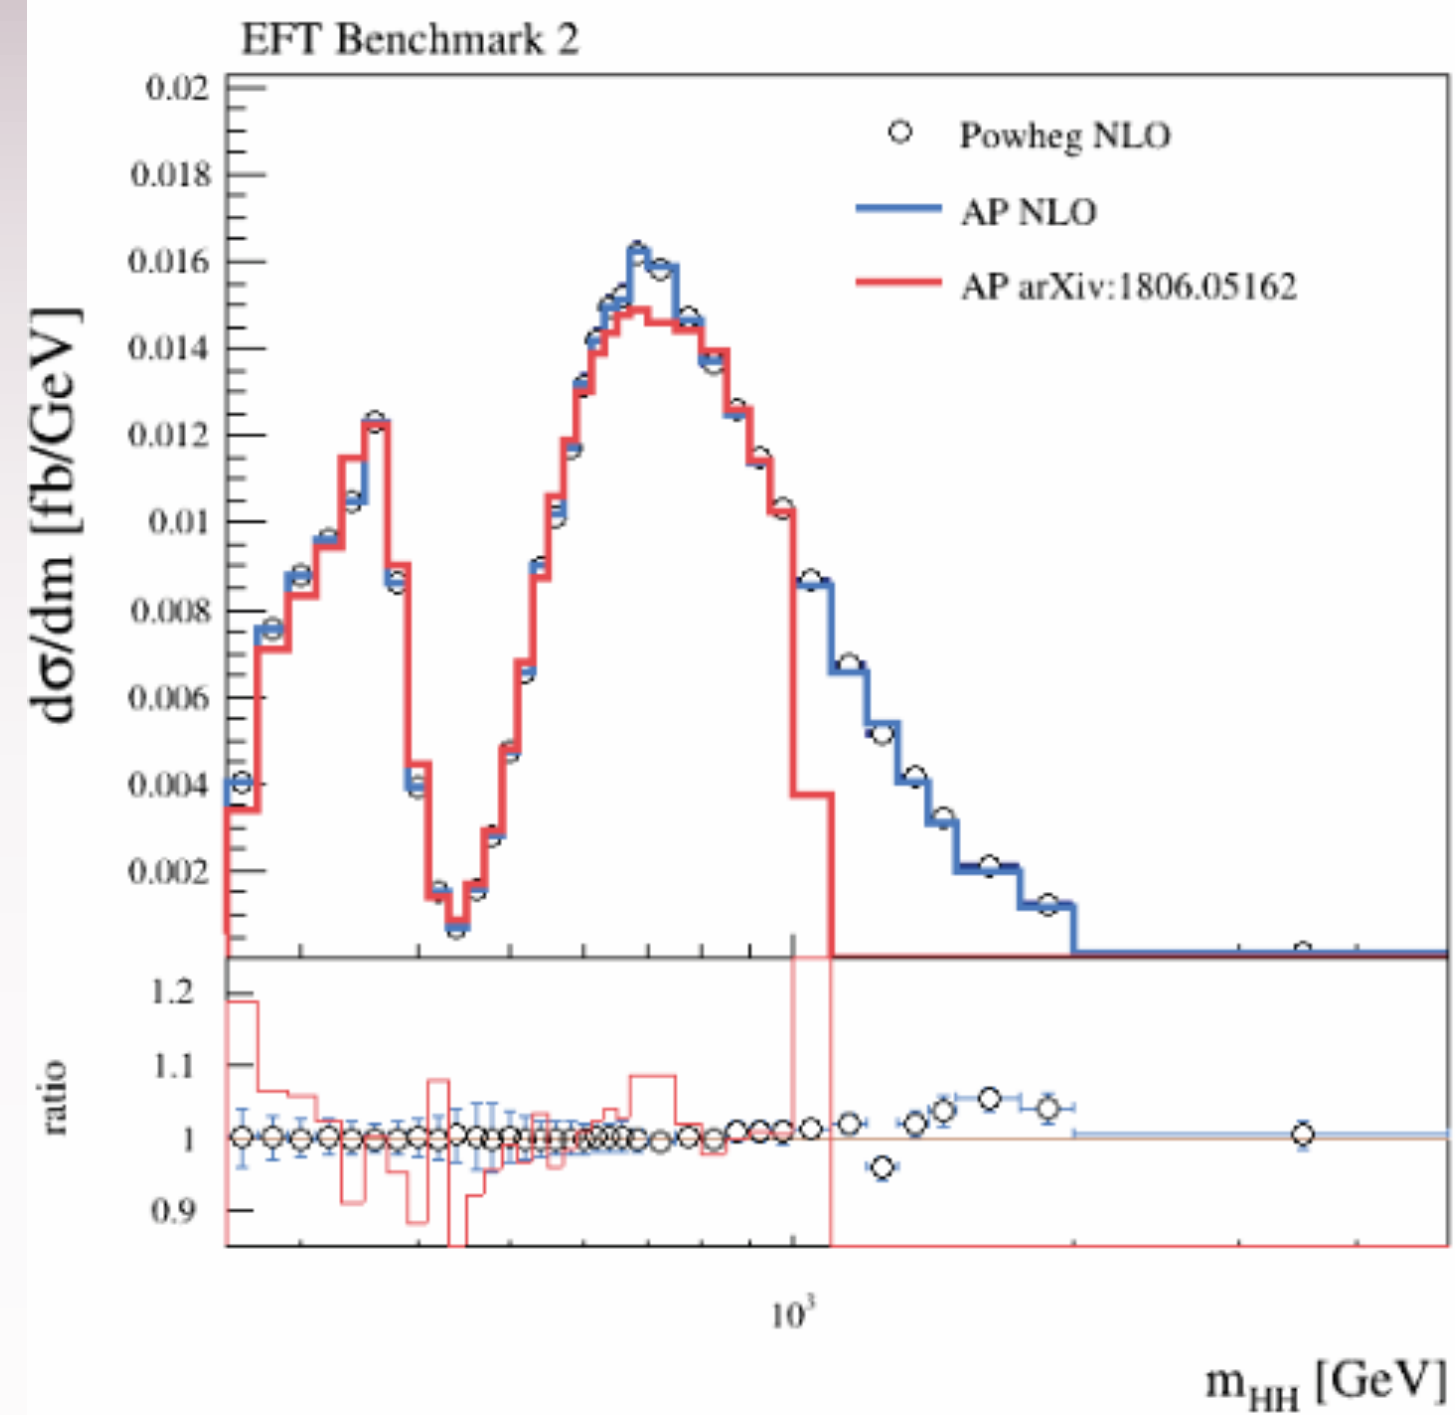 EFT Benchmark 2
dσ/dm [fb/GeV]
0.02
0.018
0.016
0.014
0.012
0.01
0.008
0.006
0.004
0.002
Powheg NLO
AP NLO
AP arXiv:1806.05162
ratio
1.2
1.1
1
0.9
10³
m_HH [GeV]